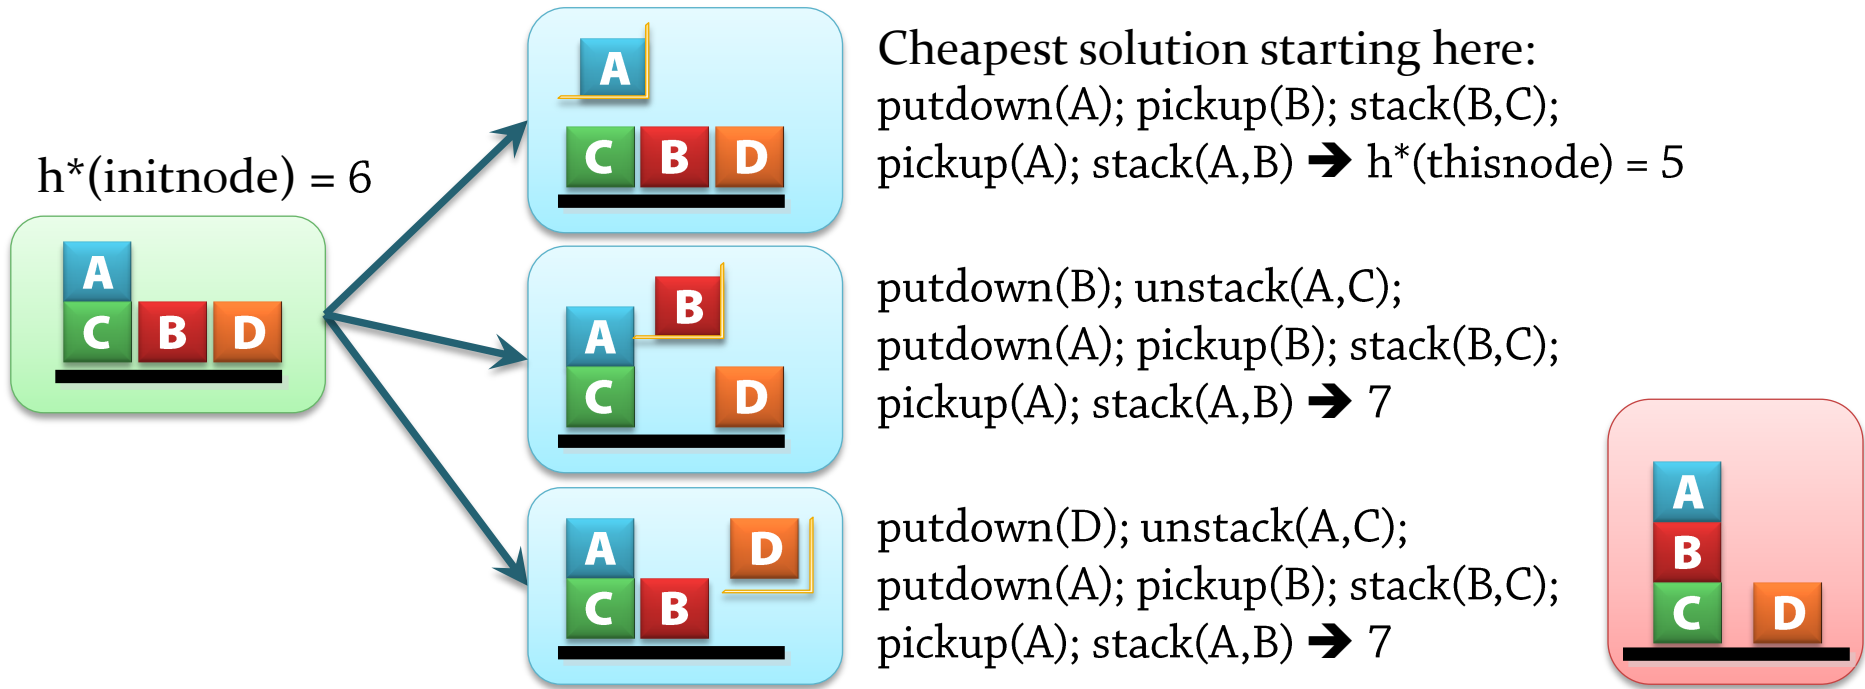 h*(initnode) = 6
A
C B D
A
C B D
Cheapest solution starting here:
putdown(A); pickup(B); stack(B,C);
pickup(A); stack(A,B) ➔ h*(thisnode) = 5
B
A
C D
putdown(B); unstack(A,C);
putdown(A); pickup(B); stack(B,C);
pickup(A); stack(A,B) ➔ 7
A D
C B
putdown(D); unstack(A,C);
putdown(A); pickup(B); stack(B,C);
pickup(A); stack(A,B) ➔ 7
A
B
C D